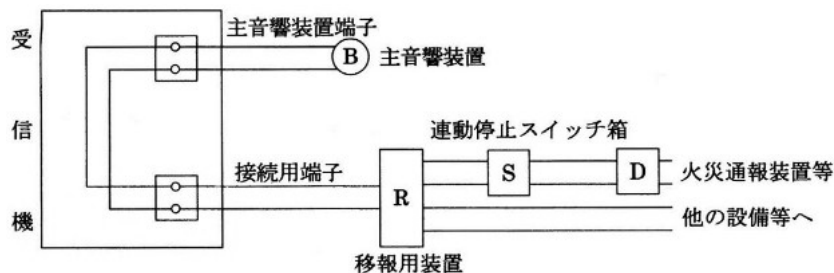 受信機
主音響装置端子
B
主音響装置
連動停止スイッチ箱
接続用端子
R
S
D
火災通報装置等
他の設備等へ
移報用装置